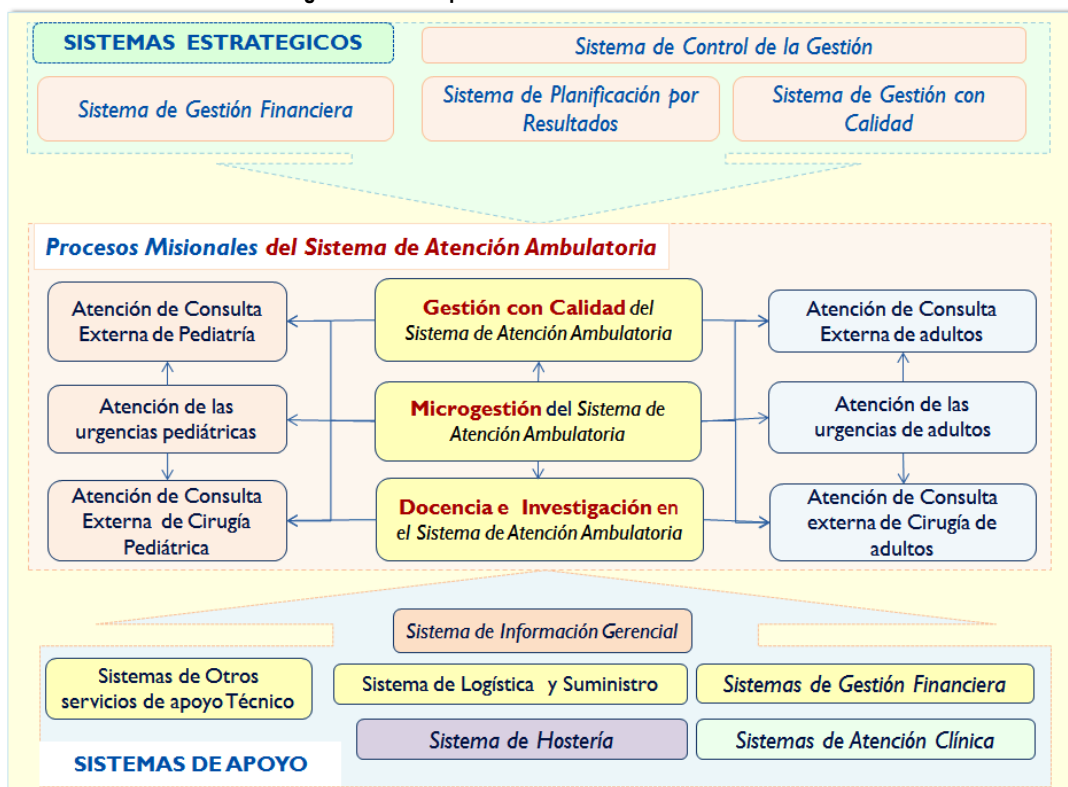 SISTEMAS ESTRATEGICOS
Sistema de Control de la Gestión
Sistema de Gestión Financiera
Sistema de Planificación por
Resultados
Sistema de Gestión con
Calidad
Procesos Misionales del Sistema de Atención Ambulatoria
Atención de Consulta
Externa de Pediatría
Gestión con Calidad del
Sistema de Atención Ambulatoria
Atención de Consulta
Externa de adultos
Atención de las
urgencias pediátricas
Microgestión del Sistema de
Atención Ambulatoria
Atención de las
urgencias de adultos
Atención de Consulta
Externa de Cirugía
Pediátrica
Docencia e Investigación en
el Sistema de Atención Ambulatoria
Atención de Consulta
externa de Cirugía de
adultos
Sistema de Información Gerencial
Sistemas de Otros
servicios de apoyo Técnico
Sistema de Logística y Suministro
Sistemas de Gestión Financiera
Sistema de Hostería
Sistemas de Atención Clínica
SISTEMAS DE APOYO